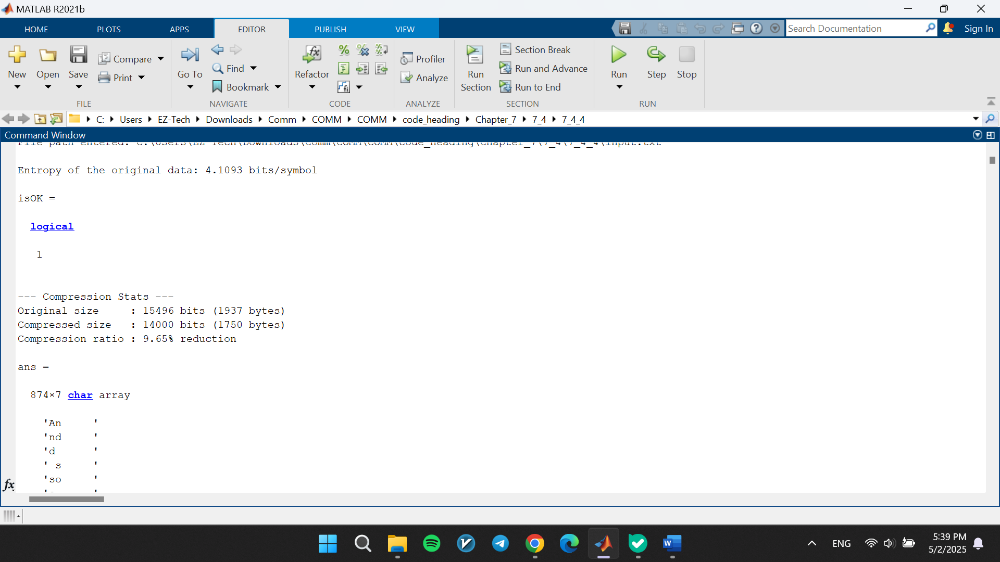 MATLAB R2021b
HOME PLOTS APPS EDITOR PUBLISH VIEW Search Documentation Sign In
New Open Save Compare Print Go To Find Bookmark Refactor Profiler Analyze Run Section Section Break Run and Advance Run to End Run Step Stop
FILE NAVIGATE CODE ANALYZE SECTION RUN
C: Users EZ-Tech Downloads Comm COMM COMM code_heading Chapter_7 7_4 7_4_4
Command Window
File path entered: C:\Users\EZ-Tech\Downloads\Comm\COMM\COMM\code_heading\Chapter_7\7_4\7_4_4\input.txt
Entropy of the original data: 4.1093 bits/symbol
isOK =
logical
1
--- Compression Stats ---
Original size : 15496 bits (1937 bytes)
Compressed size : 14000 bits (1750 bytes)
Compression ratio : 9.65% reduction
ans =
874×7 char array
'An '
'nd '
'd '
' s '
'so '
fx
ENG 5:39 PM
5/2/2025